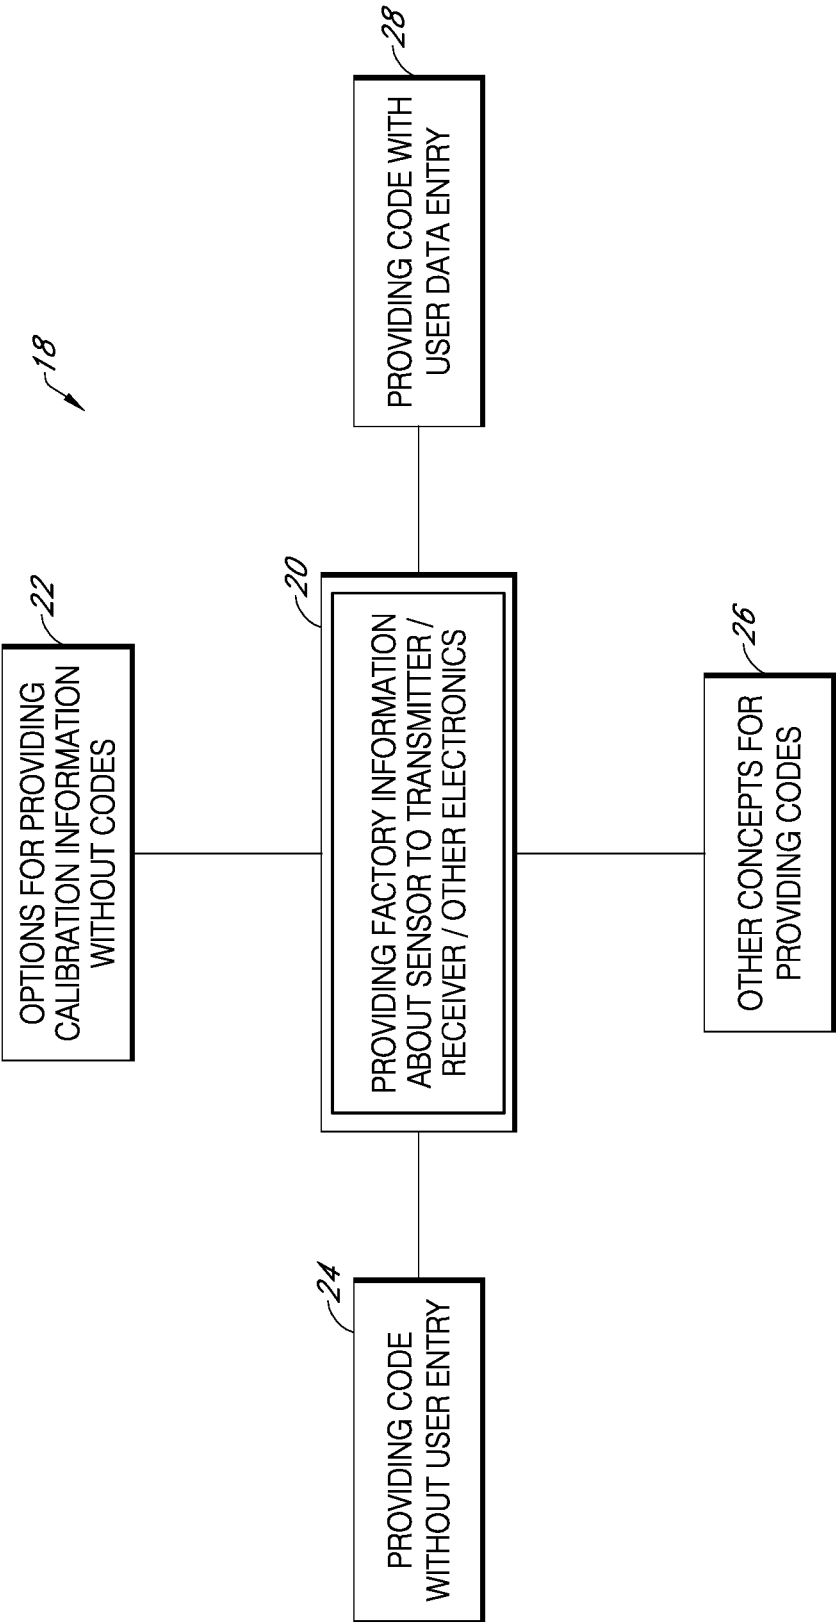 18
22
OPTIONS FOR PROVIDING
CALIBRATION INFORMATION
WITHOUT CODES
24
PROVIDING CODE
WITHOUT USER ENTRY
20
PROVIDING FACTORY INFORMATION
ABOUT SENSOR TO TRANSMITTER /
RECEIVER / OTHER ELECTRONICS
28
PROVIDING CODE WITH
USER DATA ENTRY
26
OTHER CONCEPTS FOR
PROVIDING CODES